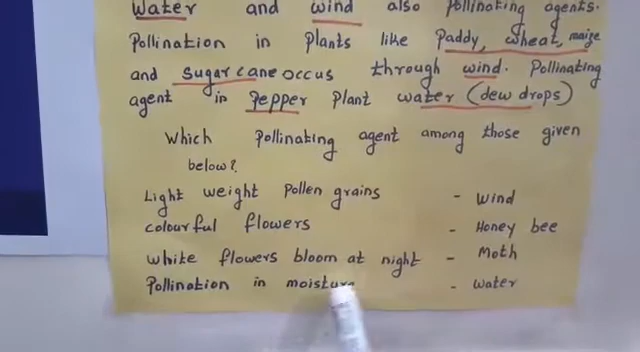 Water and wind also pollinating agents.
Pollination in Plants like Paddy, wheat, maize
and sugarcane occus through wind. Pollinating
agent in Pepper Plant water (dew drops)
Which Pollinating agent among those given
below?
Light weight Pollen grains - wind
colourful flowers - Honey bee
white flowers bloom at night - Moth
Pollination in moisture - water